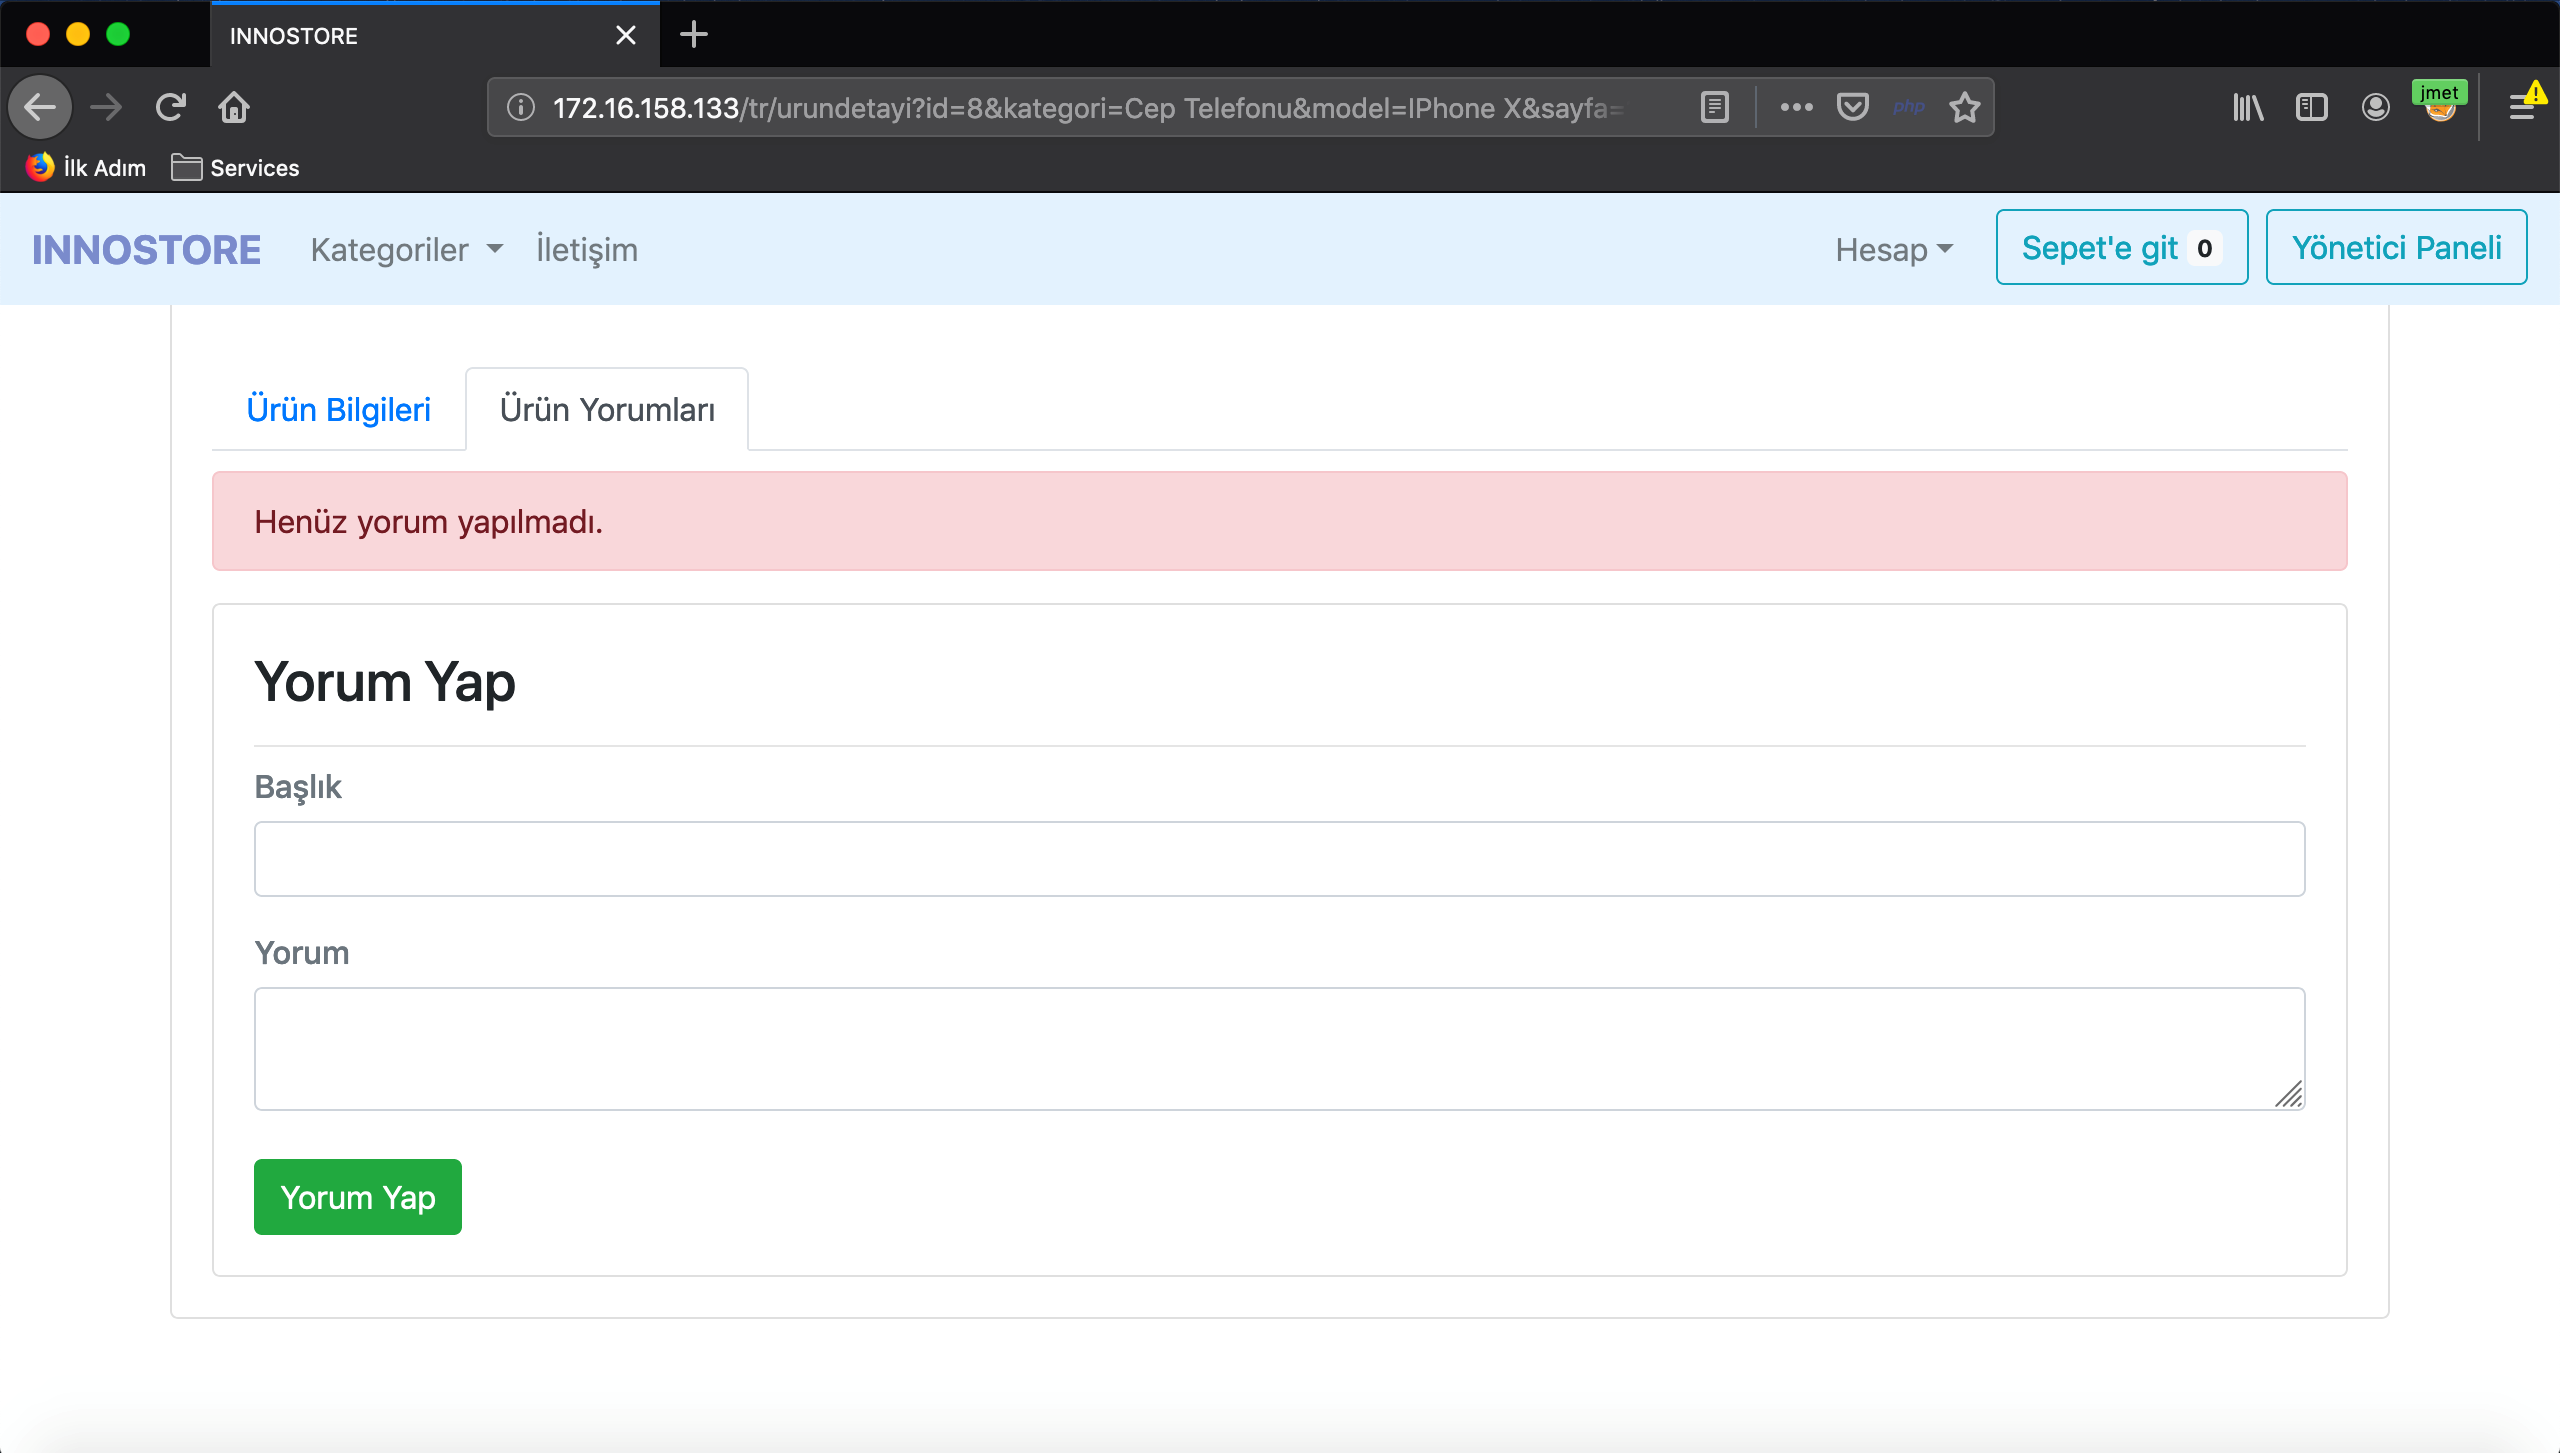 INNOSTORE
172.16.158.133/tr/urundetayi?id=8&kategori=Cep Telefonu&model=IPhone X&sayfa=
php
jmet
İlk Adım Services
INNOSTORE Kategoriler İletişim Hesap Sepet'e git 0 Yönetici Paneli
Ürün Bilgileri Ürün Yorumları
Henüz yorum yapılmadı.
Yorum Yap
Başlık
Yorum
Yorum Yap